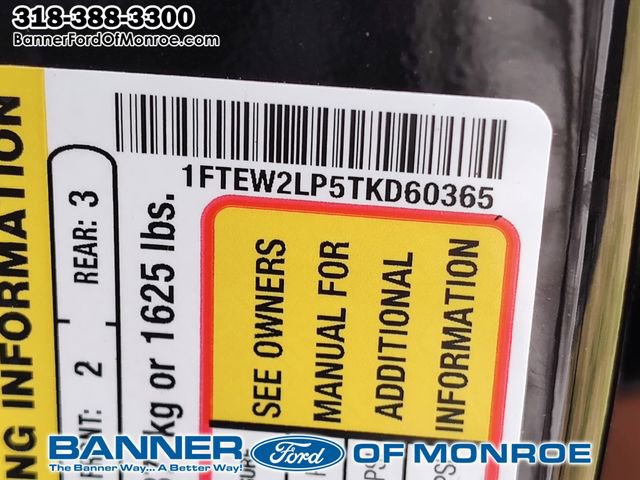 318-388-3300
BannerFordOfMonroe.com
1FTEW2LP5TKD60365
NG INFORMATION
REAR: 3
NT: 2
kg or 1625 lbs.
SEE OWNERS
MANUAL FOR
ADDITIONAL
INFORMATION
BANNER Ford OF MONROE
The Banner Way... A Better Way!